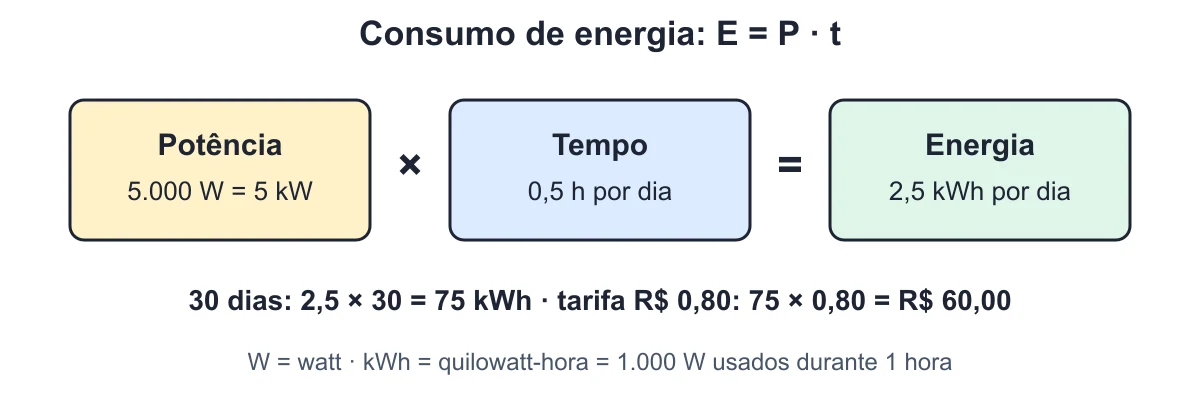 Consumo de energia: E = P · t
Potência
5.000 W = 5 kW
×
Tempo
0,5 h por dia
=
Energia
2,5 kWh por dia
30 dias: 2,5 × 30 = 75 kWh · tarifa R$ 0,80: 75 × 0,80 = R$ 60,00
W = watt · kWh = quilowatt-hora = 1.000 W usados durante 1 hora